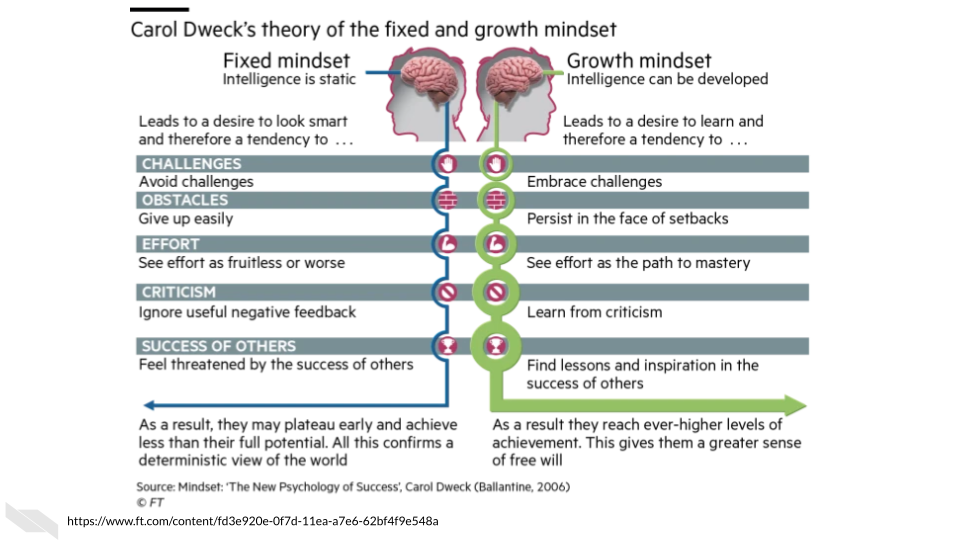 Carol Dweck's theory of the fixed and growth mindset
Fixed mindset
Intelligence is static
Growth mindset
Intelligence can be developed
Leads to a desire to look smart
and therefore a tendency to ...
Leads to a desire to learn and
therefore a tendency to ...
CHALLENGES
Avoid challenges
Embrace challenges
OBSTACLES
Give up easily
Persist in the face of setbacks
EFFORT
See effort as fruitless or worse
See effort as the path to mastery
CRITICISM
Ignore useful negative feedback
Learn from criticism
SUCCESS OF OTHERS
Feel threatened by the success of others
Find lessons and inspiration in the
success of others
As a result, they may plateau early and achieve
less than their full potential. All this confirms a
deterministic view of the world
As a result they reach ever-higher levels of
achievement. This gives them a greater sense
of free will
Source: Mindset: 'The New Psychology of Success', Carol Dweck (Ballantine, 2006)
© FT
https://www.ft.com/content/fd3e920e-0f7d-11ea-a7e6-62bf4f9e548a